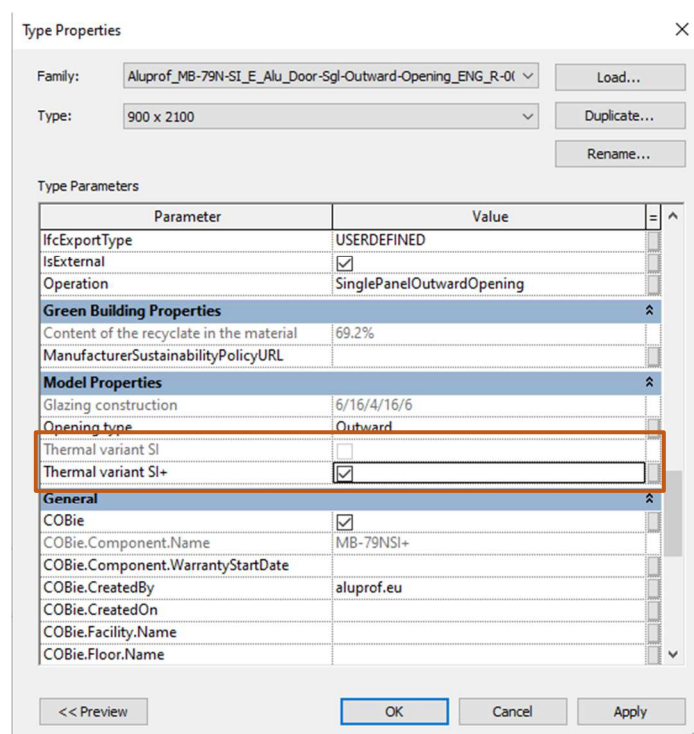 Type Properties
Family: Aluprof_MB-79N-SI_E_Alu_Door-Sgl-Outward-Opening_ENG_R-0( Load...
Type: 900 x 2100 Duplicate...
Rename...
Type Parameters
Parameter Value =
IfcExportType USERDEFINED
IsExternal
Operation SinglePanelOutwardOpening
Green Building Properties
Content of the recyclate in the material 69.2%
ManufacturerSustainabilityPolicyURL
Model Properties
Glazing construction 6/16/4/16/6
Opening type Outward
Thermal variant SI
Thermal variant SI+
General
COBie
COBie.Component.Name MB-79NSI+
COBie.Component.WarrantyStartDate
COBie.CreatedBy aluprof.eu
COBie.CreatedOn
COBie.Facility.Name
COBie.Floor.Name
<< Preview OK Cancel Apply